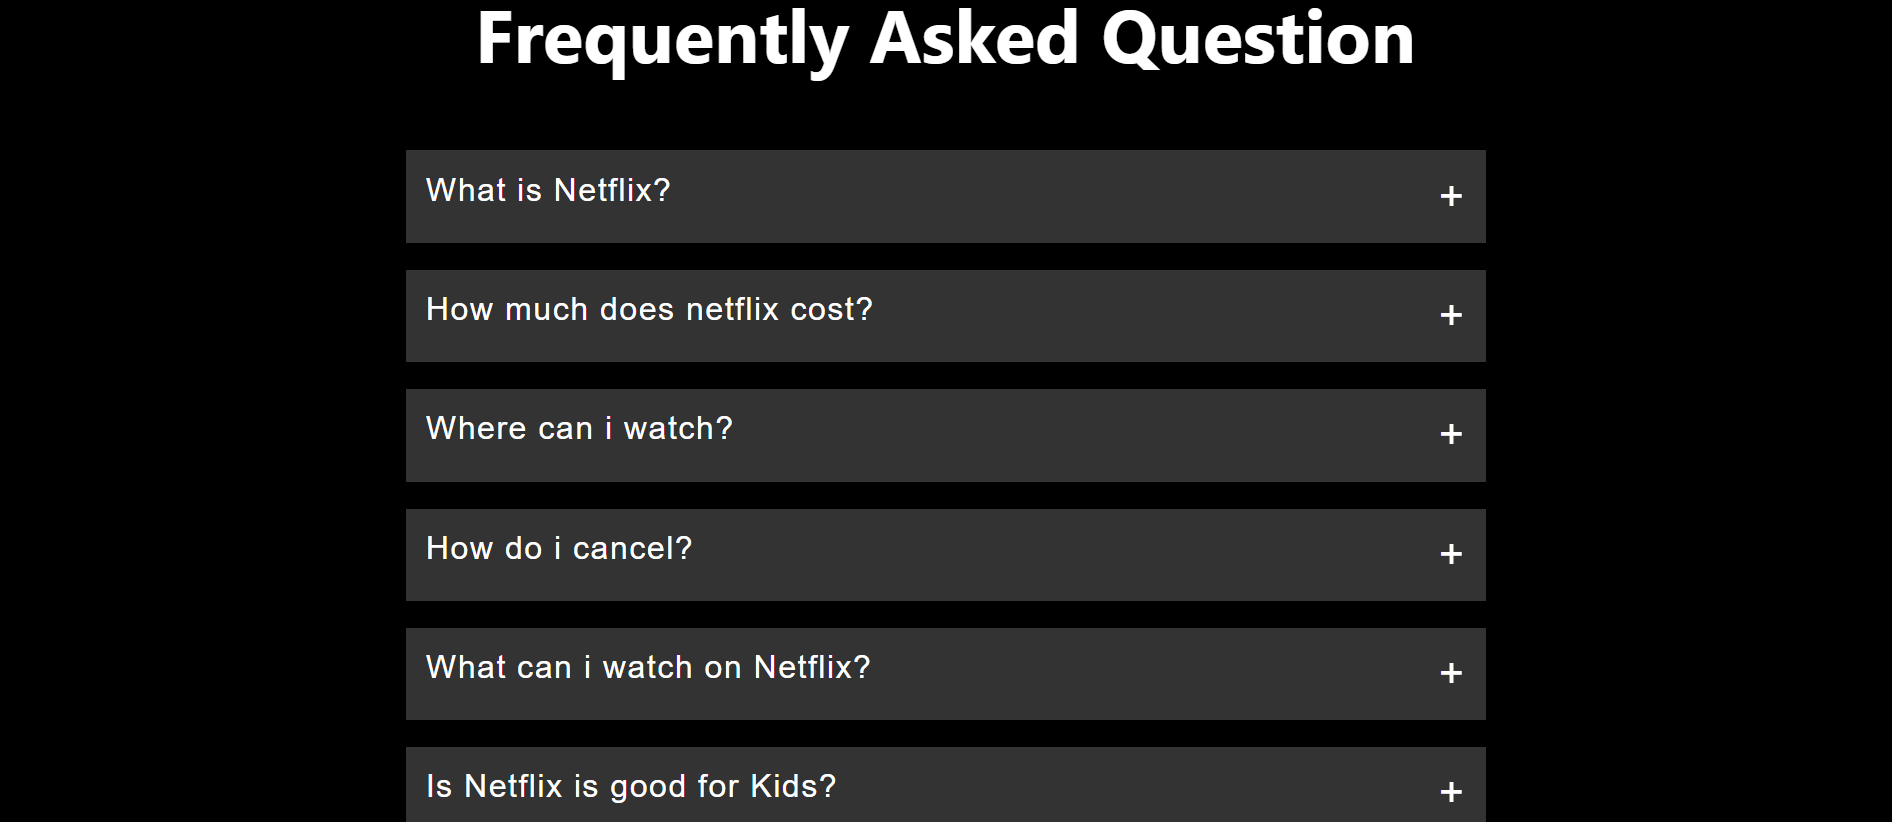 Frequently Asked Question
What is Netflix?
+
How much does netflix cost?
+
Where can i watch?
+
How do i cancel?
+
What can i watch on Netflix?
+
Is Netflix is good for Kids?
+